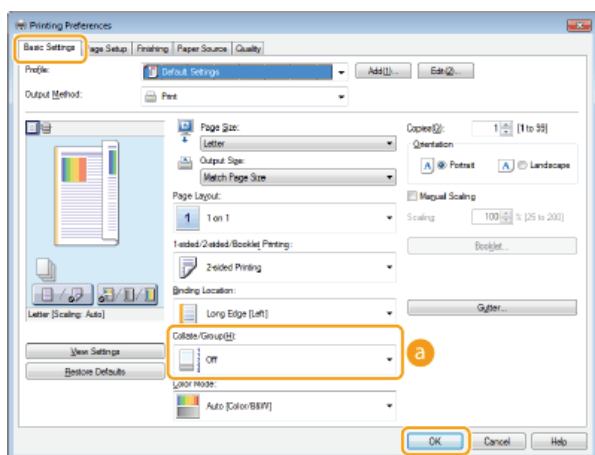 Printing Preferences
Basic Settings Page Setup Finishing Paper Source Quality
Profile: Default Settings Add(1)... Edit(2)...
Output Method: Print
Page Size:
Letter
Output Size:
Match Page Size
Page Layout:
1 1 on 1
1-sided/2-sided/Booklet Printing:
2-sided Printing
Binding Location:
Long Edge [Left]
Collate/Group(H):
Off
a
Color Mode:
Auto [Color/B&W]
Copies(Q): 1 [1 to 99]
Orientation
A Portrait A Landscape
Manual Scaling
Scaling: 100 % [25 to 200]
Booklet...
Gutter...
Letter [Scaling: Auto]
View Settings
Restore Defaults
OK Cancel Help